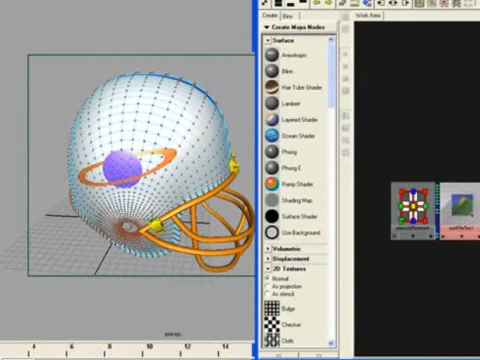 Create Bins
Work Area
Create Maya Nodes
Surface
Anisotropic
Blinn
Hair Tube Shader
Lambert
Layered Shader
Ocean Shader
Phong
Phong E
Ramp Shader
Shading Map
Surface Shader
Use Background
Volumetric
Displacement
2D Textures
Normal
As projection
As stencil
Bulge
Checker
Cloth
persp
4 6 8 10 12 14